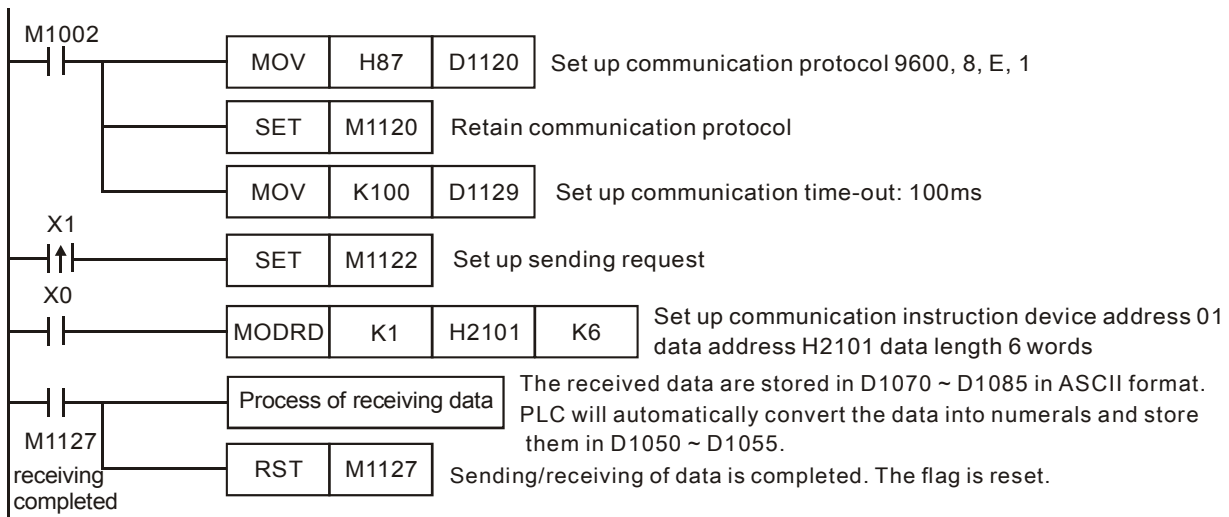 M1002
MOV H87 D1120 Set up communication protocol 9600, 8, E, 1
SET M1120 Retain communication protocol
MOV K100 D1129 Set up communication time-out: 100ms
X1
SET M1122 Set up sending request
X0
MODRD K1 H2101 K6 Set up communication instruction device address 01
data address H2101 data length 6 words
Process of receiving data The received data are stored in D1070 ~ D1085 in ASCII format.
PLC will automatically convert the data into numerals and store
them in D1050 ~ D1055.
M1127
receiving
completed
RST M1127 Sending/receiving of data is completed. The flag is reset.